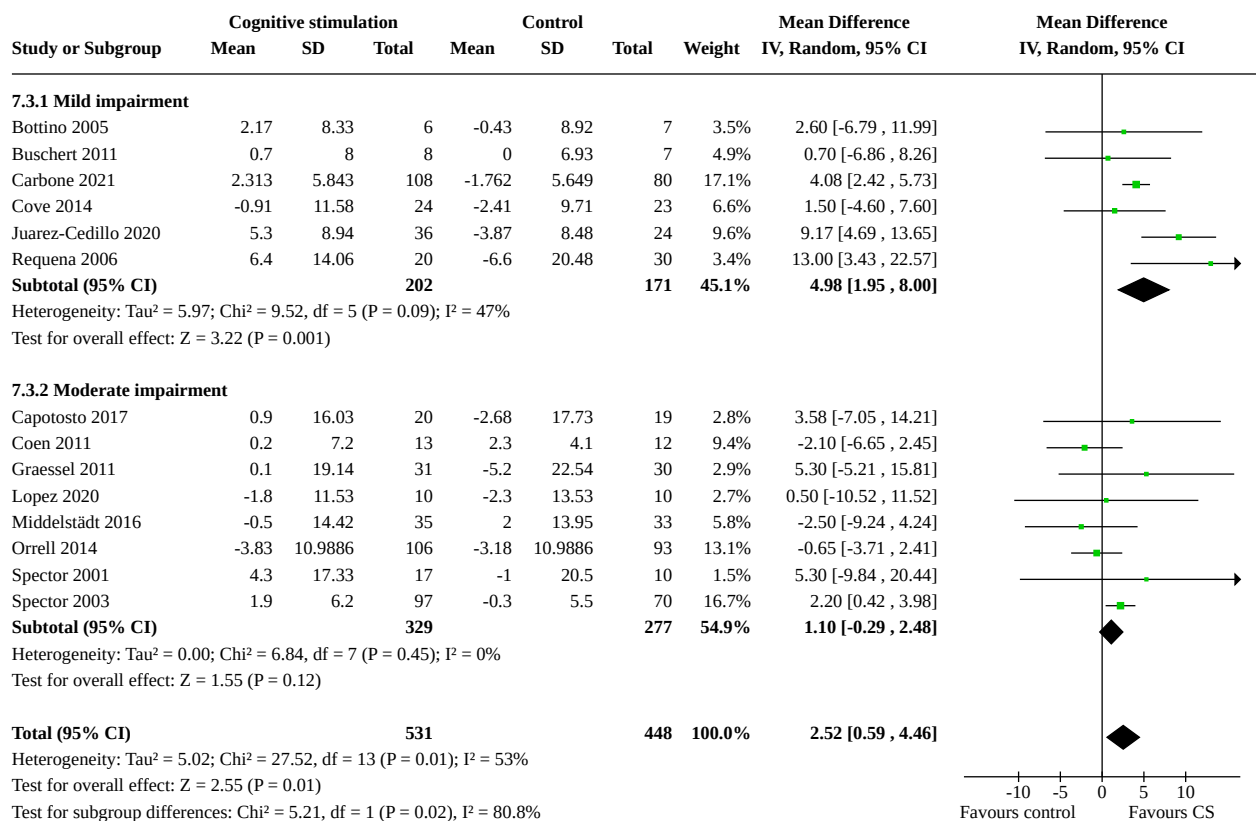 Cognitive stimulation Control Mean Difference Mean Difference
Study or Subgroup Mean SD Total Mean SD Total Weight IV, Random, 95% CI IV, Random, 95% CI
7.3.1 Mild impairment
Bottino 2005 2.17 8.33 6 -0.43 8.92 7 3.5% 2.60 [-6.79 , 11.99]
Buschert 2011 0.7 8 8 0 6.93 7 4.9% 0.70 [-6.86 , 8.26]
Carbone 2021 2.313 5.843 108 -1.762 5.649 80 17.1% 4.08 [2.42 , 5.73]
Cove 2014 -0.91 11.58 24 -2.41 9.71 23 6.6% 1.50 [-4.60 , 7.60]
Juarez-Cedillo 2020 5.3 8.94 36 -3.87 8.48 24 9.6% 9.17 [4.69 , 13.65]
Requena 2006 6.4 14.06 20 -6.6 20.48 30 3.4% 13.00 [3.43 , 22.57]
Subtotal (95% CI) 202 171 45.1% 4.98 [1.95 , 8.00]
Heterogeneity: Tau² = 5.97; Chi² = 9.52, df = 5 (P = 0.09); I² = 47%
Test for overall effect: Z = 3.22 (P = 0.001)
7.3.2 Moderate impairment
Capotosto 2017 0.9 16.03 20 -2.68 17.73 19 2.8% 3.58 [-7.05 , 14.21]
Coen 2011 0.2 7.2 13 2.3 4.1 12 9.4% -2.10 [-6.65 , 2.45]
Graessel 2011 0.1 19.14 31 -5.2 22.54 30 2.9% 5.30 [-5.21 , 15.81]
Lopez 2020 -1.8 11.53 10 -2.3 13.53 10 2.7% 0.50 [-10.52 , 11.52]
Middelstädt 2016 -0.5 14.42 35 2 13.95 33 5.8% -2.50 [-9.24 , 4.24]
Orrell 2014 -3.83 10.9886 106 -3.18 10.9886 93 13.1% -0.65 [-3.71 , 2.41]
Spector 2001 4.3 17.33 17 -1 20.5 10 1.5% 5.30 [-9.84 , 20.44]
Spector 2003 1.9 6.2 97 -0.3 5.5 70 16.7% 2.20 [0.42 , 3.98]
Subtotal (95% CI) 329 277 54.9% 1.10 [-0.29 , 2.48]
Heterogeneity: Tau² = 0.00; Chi² = 6.84, df = 7 (P = 0.45); I² = 0%
Test for overall effect: Z = 1.55 (P = 0.12)
Total (95% CI) 531 448 100.0% 2.52 [0.59 , 4.46]
Heterogeneity: Tau² = 5.02; Chi² = 27.52, df = 13 (P = 0.01); I² = 53%
Test for overall effect: Z = 2.55 (P = 0.01)
Test for subgroup differences: Chi² = 5.21, df = 1 (P = 0.02), I² = 80.8%
-10 -5 0 5 10
Favours control Favours CS